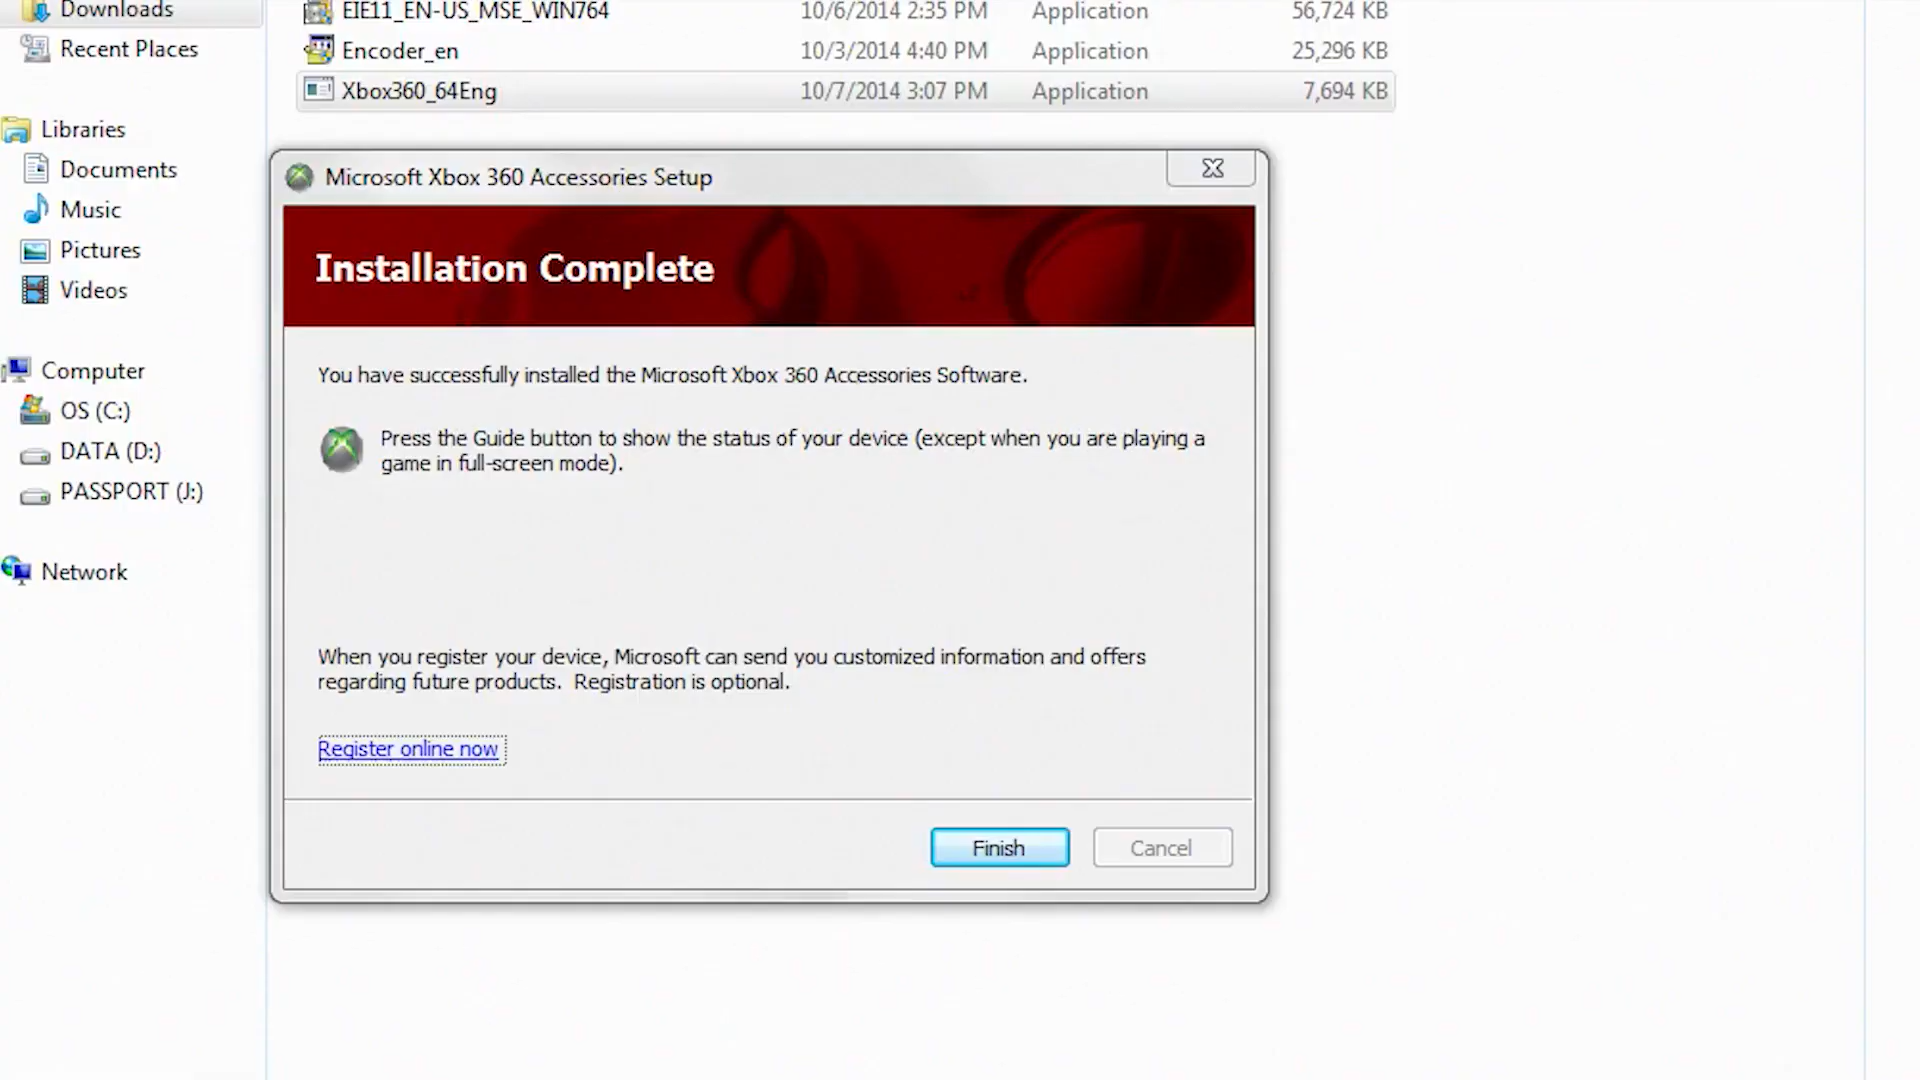 Downloads
EIE11_EN-US_MSE_WIN764 10/6/2014 2:35 PM Application 56,724 KB
Recent Places
Encoder_en 10/3/2014 4:40 PM Application 25,296 KB
Xbox360_64Eng 10/7/2014 3:07 PM Application 7,694 KB
Libraries
Documents
Music
Pictures
Videos
Computer
OS (C:)
DATA (D:)
PASSPORT (J:)
Network
Microsoft Xbox 360 Accessories Setup
Installation Complete
You have successfully installed the Microsoft Xbox 360 Accessories Software.
Press the Guide button to show the status of your device (except when you are playing a
game in full-screen mode).
When you register your device, Microsoft can send you customized information and offers
regarding future products. Registration is optional.
Register online now
Finish Cancel